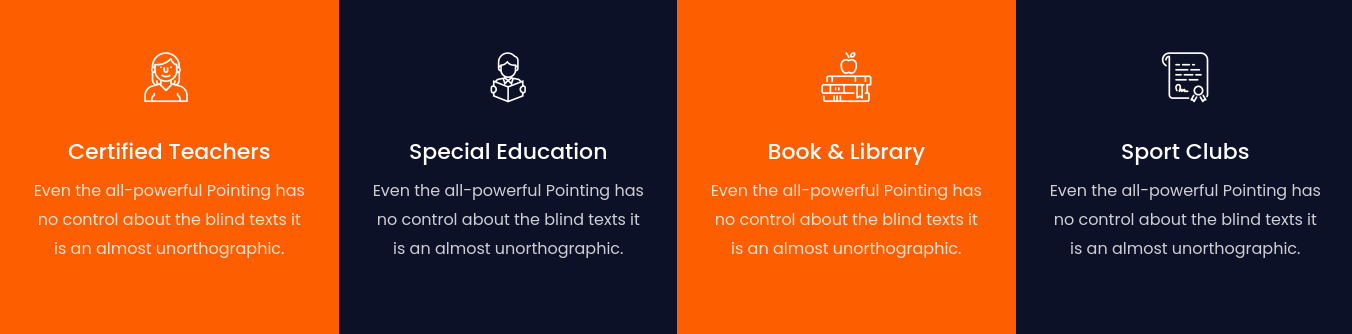 Certified Teachers
Even the all-powerful Pointing has
no control about the blind texts it
is an almost unorthographic.
Special Education
Even the all-powerful Pointing has
no control about the blind texts it
is an almost unorthographic.
Book & Library
Even the all-powerful Pointing has
no control about the blind texts it
is an almost unorthographic.
Sport Clubs
Even the all-powerful Pointing has
no control about the blind texts it
is an almost unorthographic.